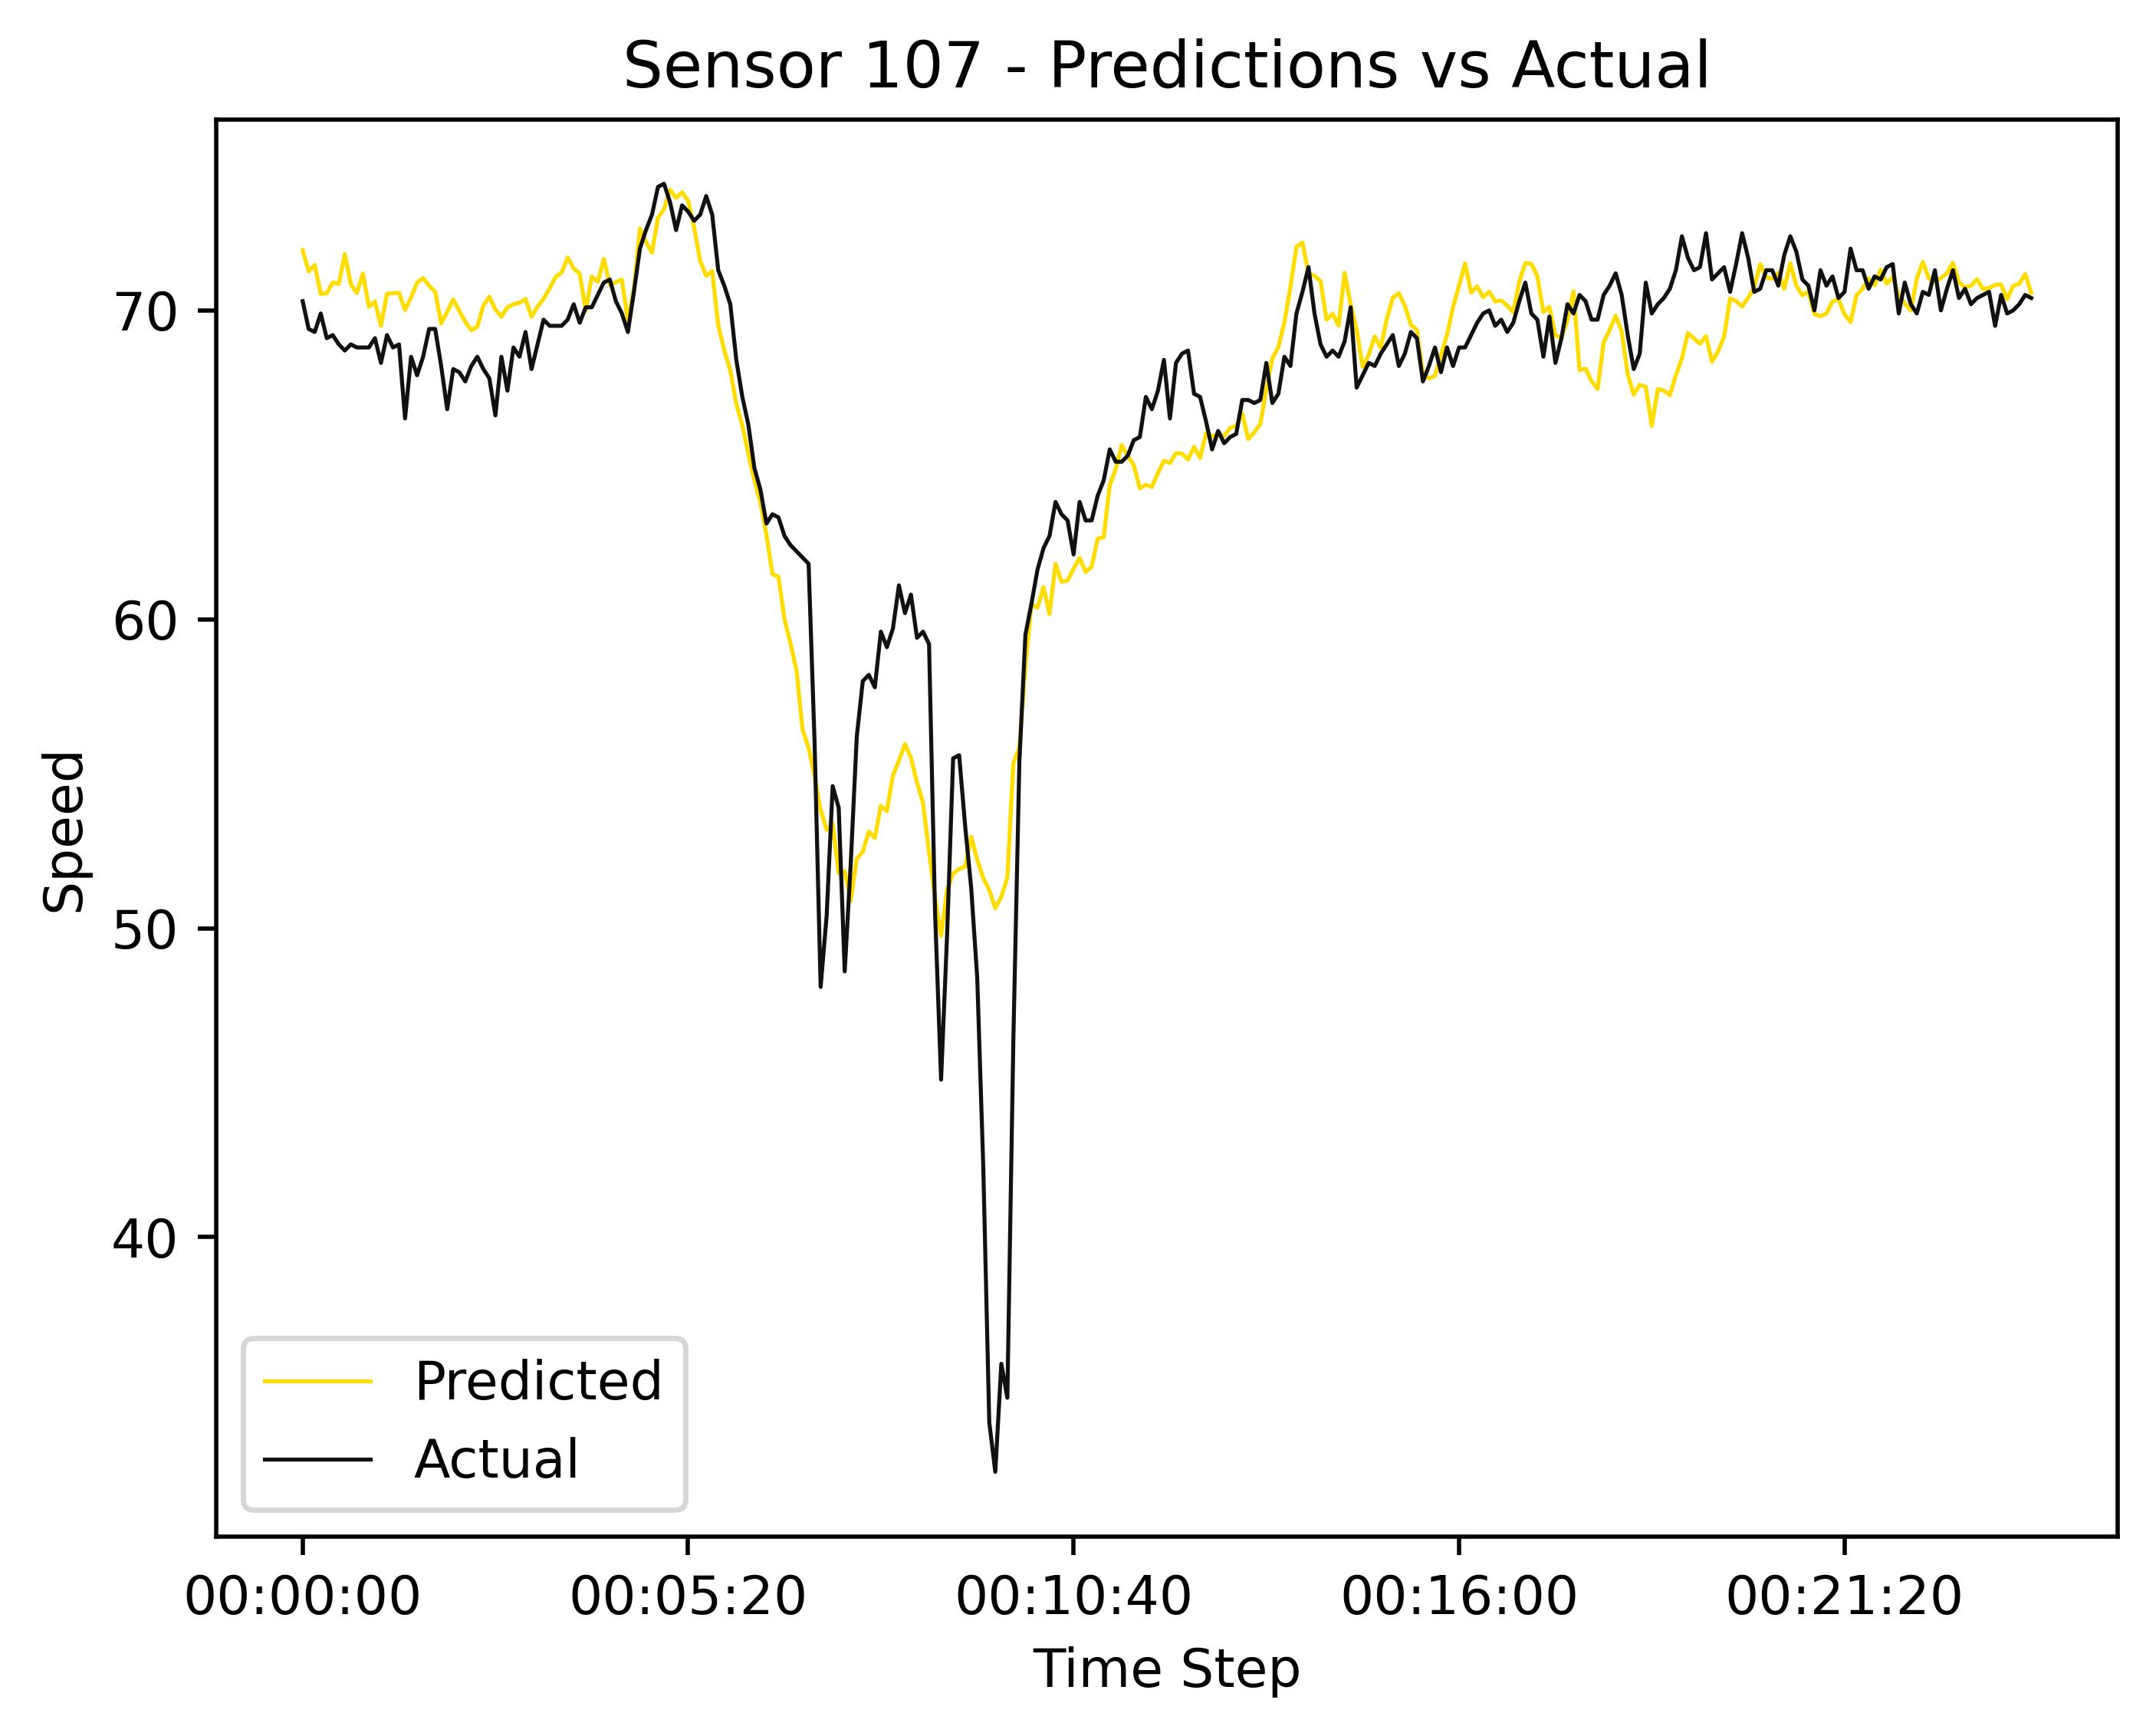 Sensor 107 - Predictions vs Actual
70
60
50
40
Speed
Predicted
Actual
00:00:00 00:05:20 00:10:40 00:16:00 00:21:20
Time Step